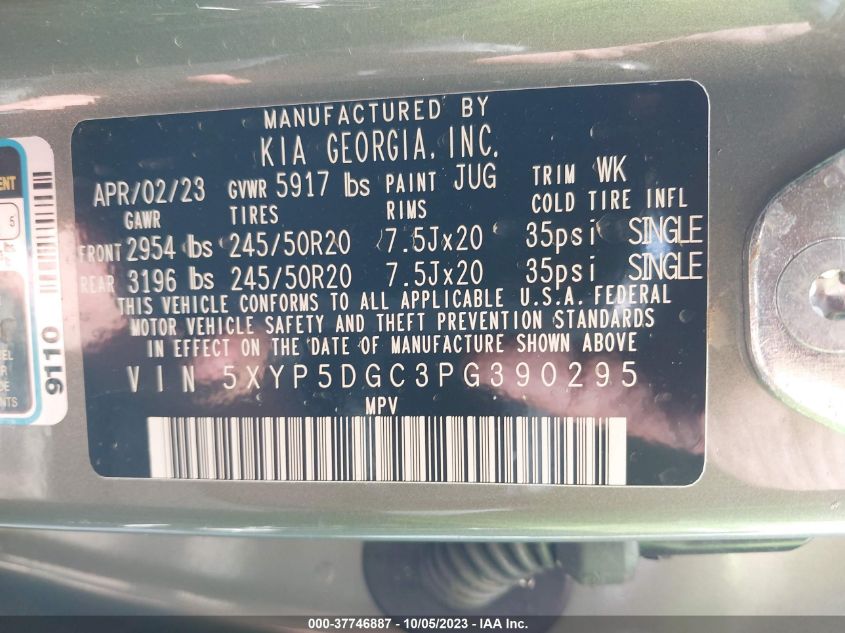 MANUFACTURED BY
KIA GEORGIA, INC.
APR/02/23 GVWR 5917 lbs PAINT JUG TRIM WK
GAWR TIRES RIMS COLD TIRE INFL
FRONT 2954 lbs 245/50R20 7.5Jx20 35psi SINGLE
REAR 3196 lbs 245/50R20 7.5Jx20 35psi SINGLE
THIS VEHICLE CONFORMS TO ALL APPLICABLE U.S.A. FEDERAL
MOTOR VEHICLE SAFETY AND THEFT PREVENTION STANDARDS
IN EFFECT ON THE DATE OF MANUFACTURE SHOWN ABOVE
VIN 5XYP5DGC3PG390295
MPV
9110
5
000-37746887 - 10/05/2023 - IAA Inc.